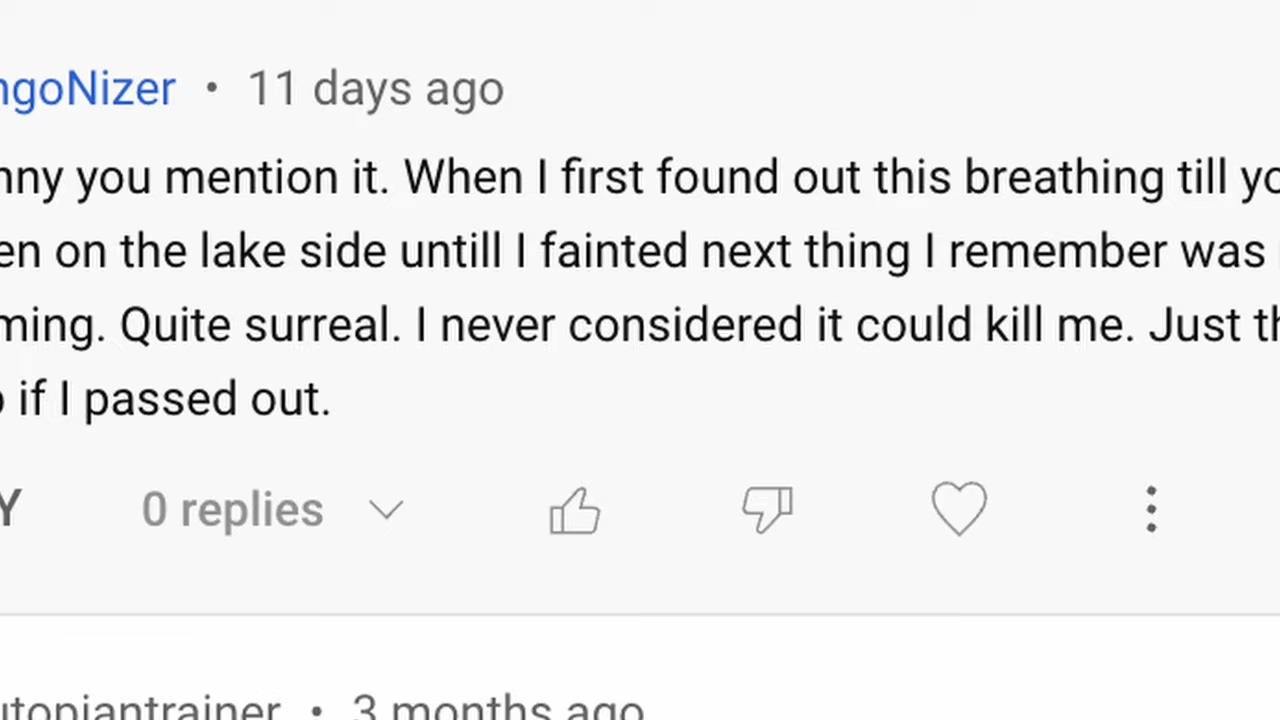 ngoNizer • 11 days ago
nny you mention it. When I first found out this breathing till yo
en on the lake side untill I fainted next thing I remember was
ming. Quite surreal. I never considered it could kill me. Just th
if I passed out.
Y 0 replies
utopiantrainer • 3 months ago